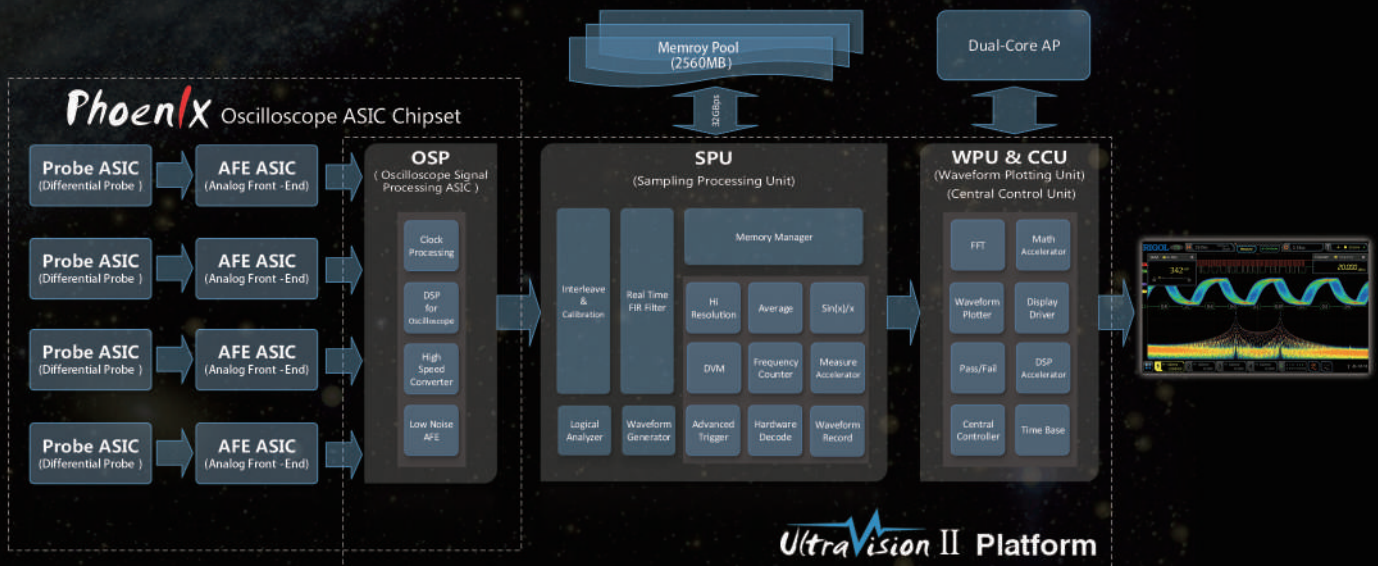 Memroy Pool
(2560MB)
Dual-Core AP
32GBps
PhoenIx Oscilloscope ASIC Chipset
Probe ASIC
(Differential Probe )
AFE ASIC
(Analog Front -End)
Probe ASIC
(Differential Probe )
AFE ASIC
(Analog Front -End)
Probe ASIC
(Differential Probe )
AFE ASIC
(Analog Front -End)
Probe ASIC
(Differential Probe )
AFE ASIC
(Analog Front -End)
OSP
( Oscilloscope Signal
Processing ASIC )
Clock
Processing
DSP
for
Oscilloscope
High
Speed
Converter
Low Noise
AFE
SPU
(Sampling Processing Unit)
Interleave
&
Calibration
Real Time
FIR Filter
Memory Manager
Hi
Resolution
Average
Sin(x)/x
DVM
Frequency
Counter
Measure
Accelerator
Logical
Analyzer
Waveform
Generator
Advanced
Trigger
Hardware
Decode
Waveform
Record
WPU & CCU
(Waveform Plotting Unit)
(Central Control Unit)
FFT
Math
Accelerator
Waveform
Plotter
Display
Driver
Pass/Fail
DSP
Accelerator
Central
Controller
Time Base
RIGOL
342
20.000
UltraVision II Platform